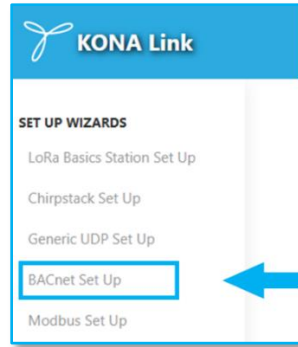 KONA Link
SET UP WIZARDS
LoRa Basics Station Set Up
Chirpstack Set Up
Generic UDP Set Up
BACnet Set Up
Modbus Set Up